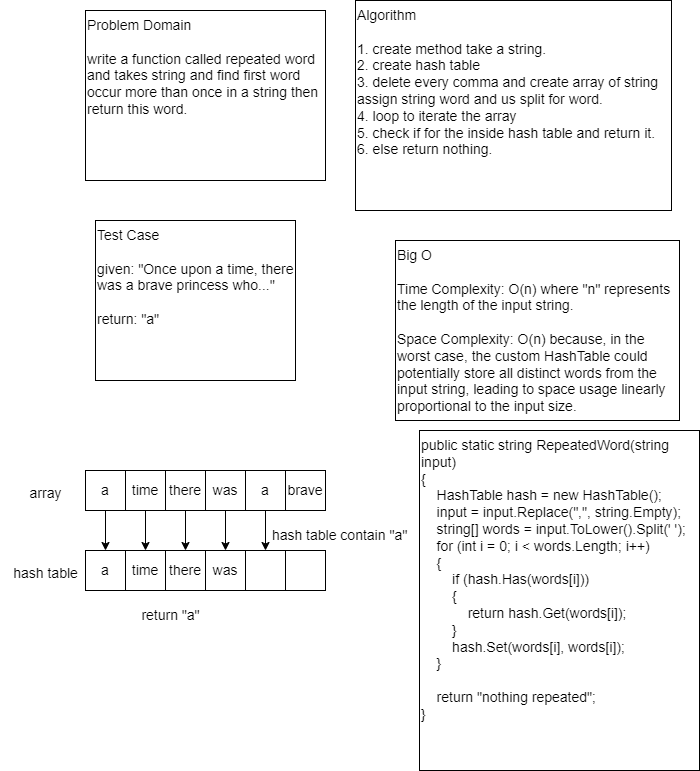 Problem Domain
write a function called repeated word
and takes string and find first word
occur more than once in a string then
return this word.
Algorithm
1. create method take a string.
2. create hash table
3. delete every comma and create array of string
assign string word and us split for word.
4. loop to iterate the array
5. check if for the inside hash table and return it.
6. else return nothing.
Test Case
given: "Once upon a time, there
was a brave princess who..."
return: "a"
Big O
Time Complexity: O(n) where "n" represents
the length of the input string.
Space Complexity: O(n) because, in the
worst case, the custom HashTable could
potentially store all distinct words from the
input string, leading to space usage linearly
proportional to the input size.
array
a time there was a brave
hash table contain "a"
hash table
a time there was
return "a"
public static string RepeatedWord(string
input)
{
HashTable hash = new HashTable();
input = input.Replace(",", string.Empty);
string[] words = input.ToLower().Split(' ');
for (int i = 0; i < words.Length; i++)
{
if (hash.Has(words[i]))
{
return hash.Get(words[i]);
}
hash.Set(words[i], words[i]);
}
return "nothing repeated";
}